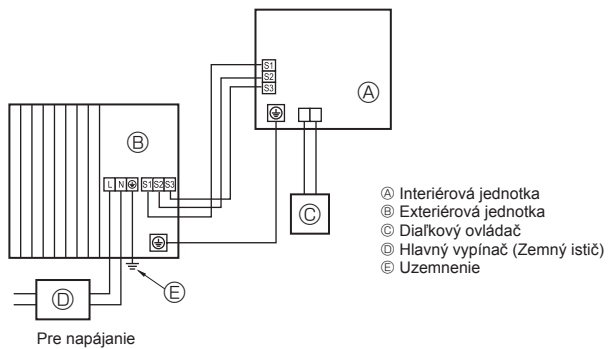 S1
S2
S3
Ⓐ
Ⓑ
L N S1 S2 S3
Ⓒ
Ⓓ
Ⓔ
Pre napájanie
Ⓐ Interiérová jednotka
Ⓑ Exteriérová jednotka
Ⓒ Diaľkový ovládač
Ⓓ Hlavný vypínač (Zemný istič)
Ⓔ Uzemnenie